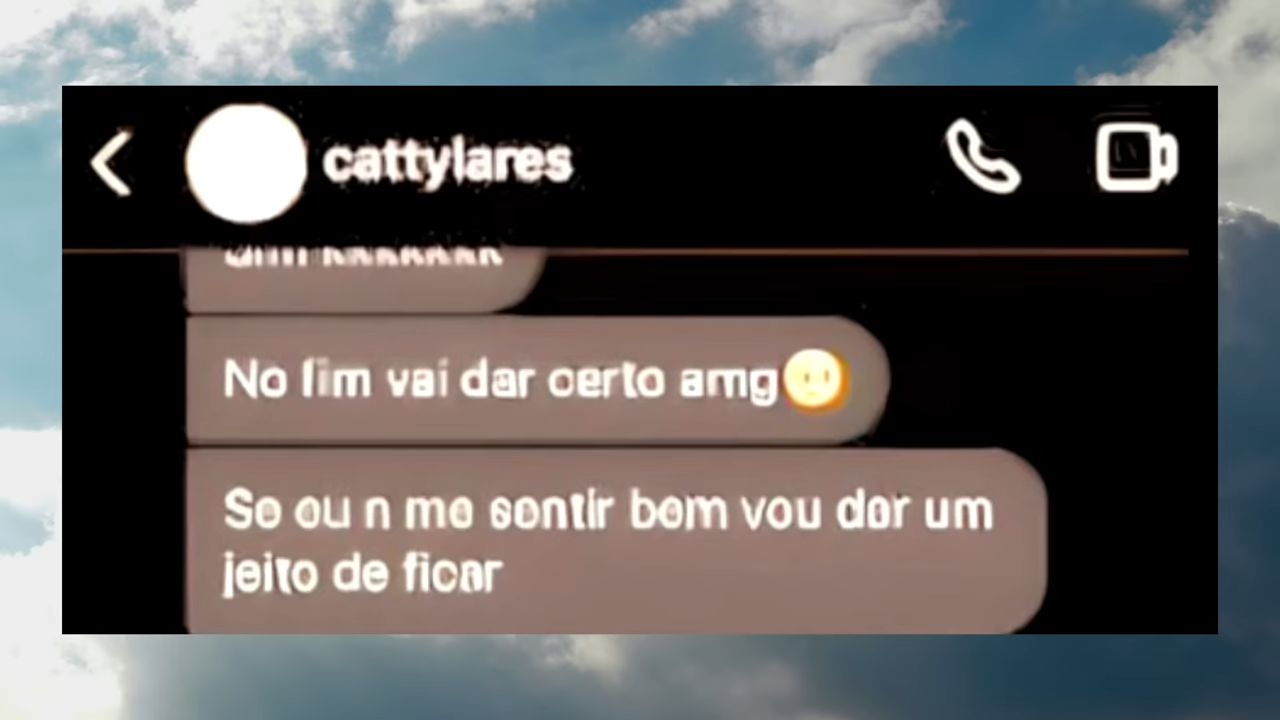 cattylares
No fim vai dar certo amg
Se eu n me sentir bem vou dar um
jeito de ficar